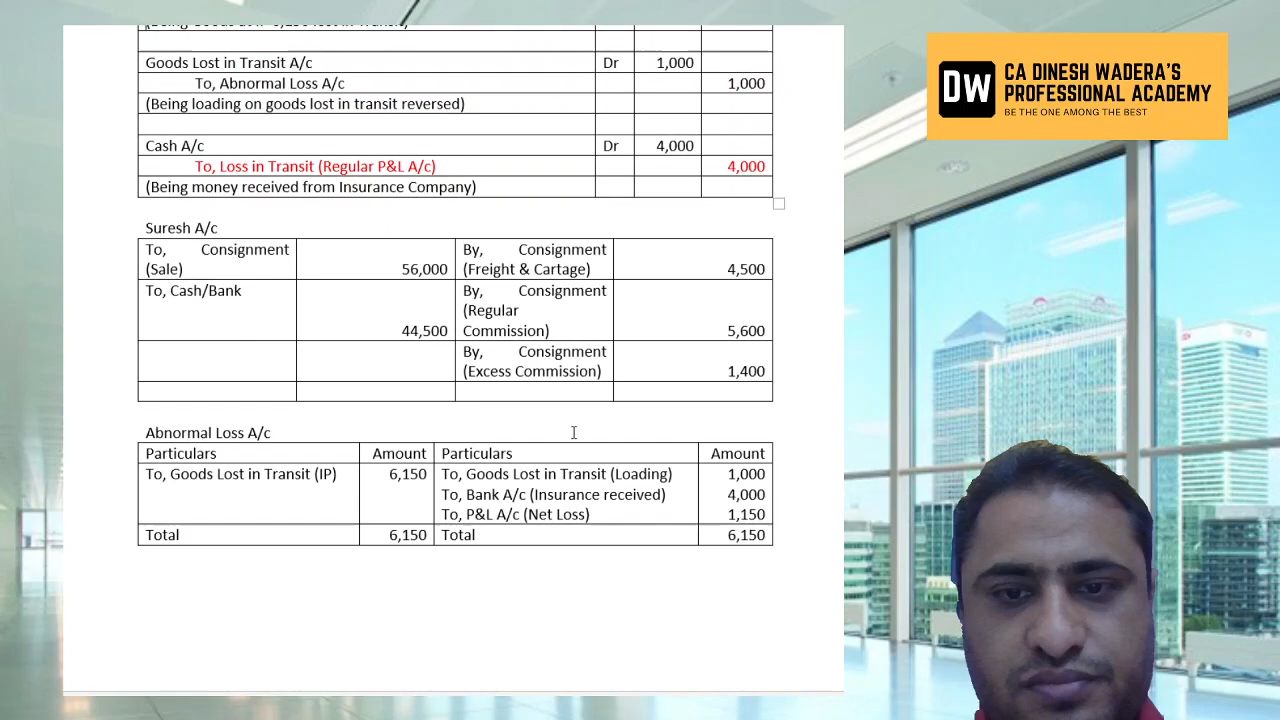 Goods Lost in Transit A/c Dr 1,000
To, Abnormal Loss A/c 1,000
(Being loading on goods lost in transit reversed)
Cash A/c Dr 4,000
To, Loss in Transit (Regular P&L A/c) 4,000
(Being money received from Insurance Company)
Suresh A/c
To, Consignment By, Consignment
(Sale) 56,000 (Freight & Cartage) 4,500
To, Cash/Bank By, Consignment
(Regular
44,500 Commission) 5,600
By, Consignment
(Excess Commission) 1,400
Abnormal Loss A/c
Particulars Amount Particulars Amount
To, Goods Lost in Transit (IP) 6,150 To, Goods Lost in Transit (Loading) 1,000
To, Bank A/c (Insurance received) 4,000
To, P&L A/c (Net Loss) 1,150
Total 6,150 Total 6,150
DW
CA DINESH WADERA'S
PROFESSIONAL ACADEMY
BE THE ONE AMONG THE BEST